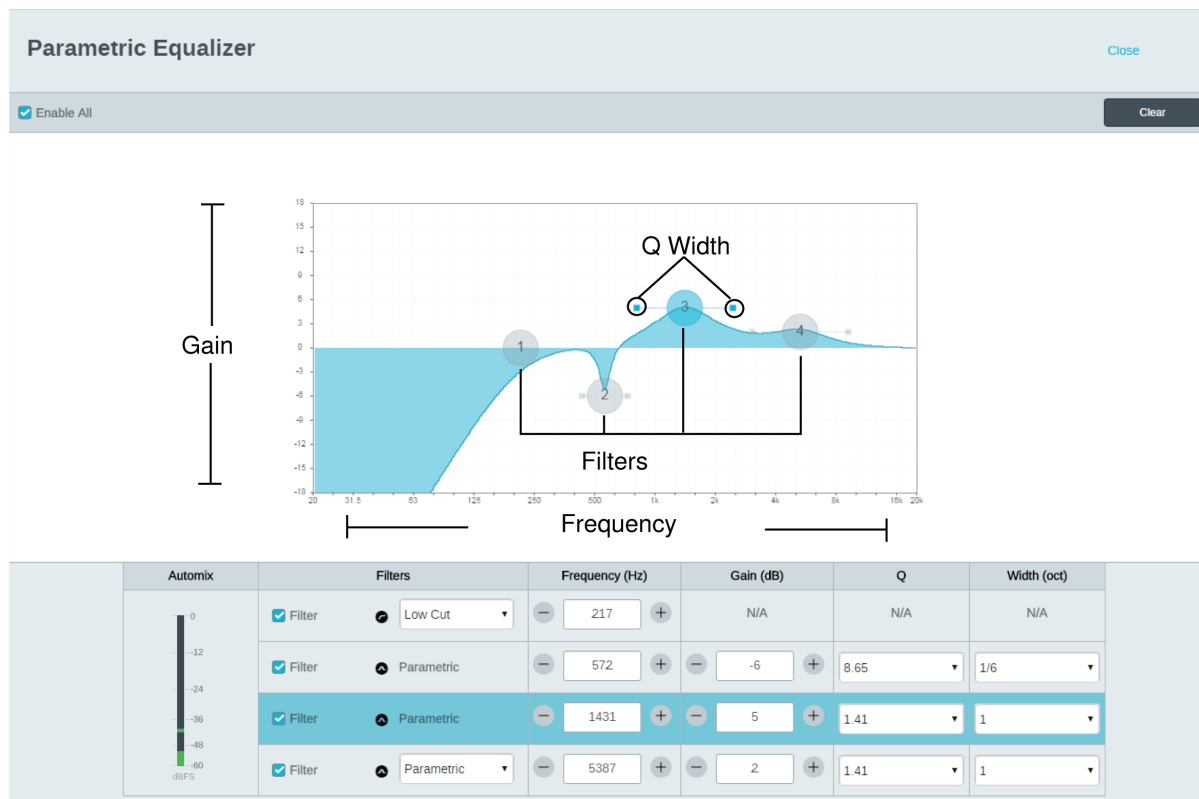 Parametric Equalizer
Close
Enable All
Clear
18
15
12
9
6
3
0
-3
-6
-9
-12
-15
-18
Gain
Q Width
1
2
3
4
Filters
20 31.5 63 125 250 500 1k 2k 4k 8k 16k 20k
Frequency
Automix Filters Frequency (Hz) Gain (dB) Q Width (oct)
0
-12
-24
-36
-48
-60
dBFS
Filter Low Cut 217 N/A N/A N/A
Filter Parametric 572 -6 8.65 1/6
Filter Parametric 1431 5 1.41 1
Filter Parametric 5387 2 1.41 1